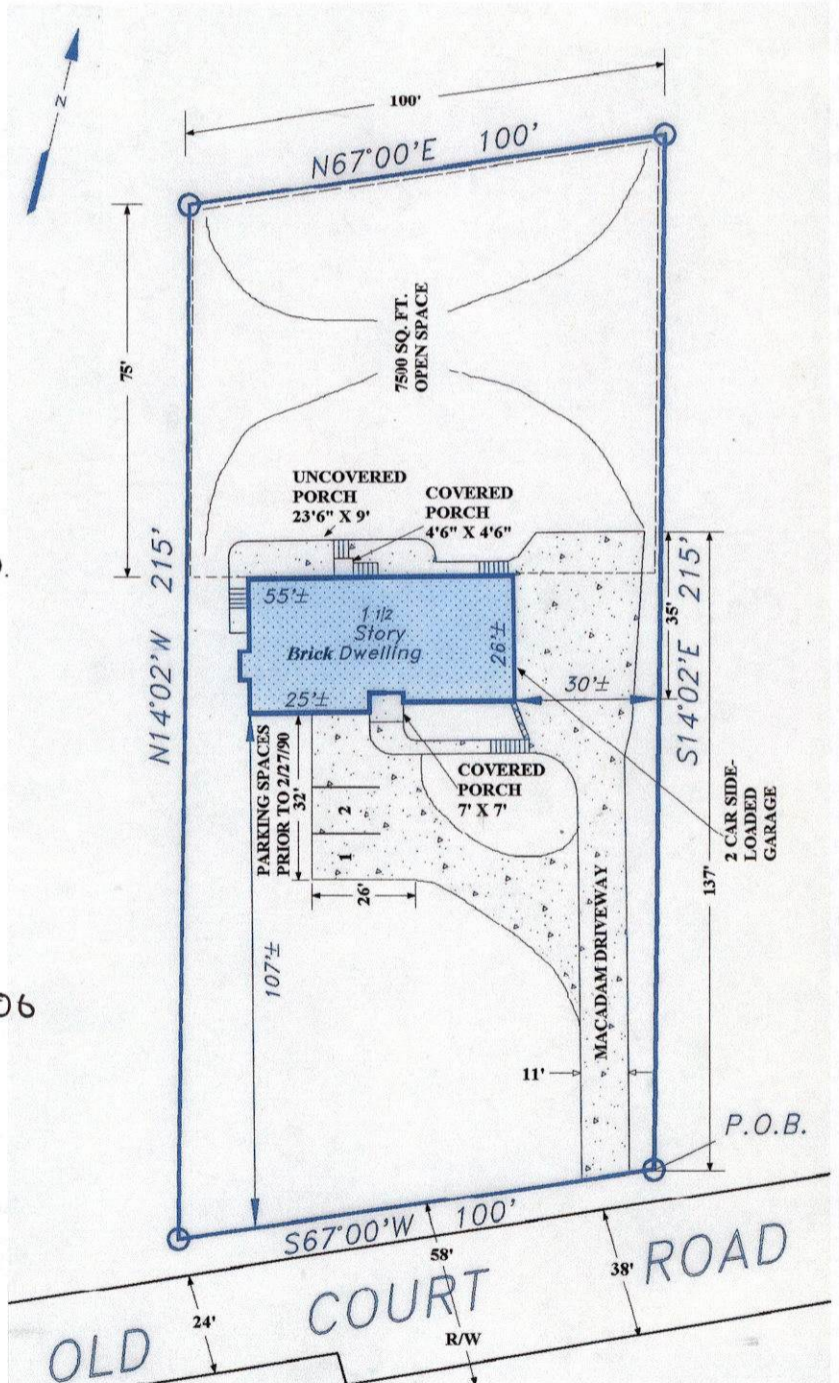 N
100'
N67°00'E 100'
75'
7500 SQ. FT.
OPEN SPACE
UNCOVERED
PORCH
23'6" X 9'
COVERED
PORCH
4'6" X 4'6"
N14°02'W 215'
S14°02'E 215'
35'
55'±
1 1/2
Story
Brick Dwelling
26'±
30'±
25'±
PARKING SPACES
PRIOR TO 2/27/90
32'
2
1
26'
COVERED
PORCH
7' X 7'
2 CAR SIDE-
LOADED
GARAGE
137'
107'±
06
MACADAM DRIVEWAY
11'
P.O.B.
S67°00'W 100'
58'
38'
24'
R/W
OLD COURT ROAD